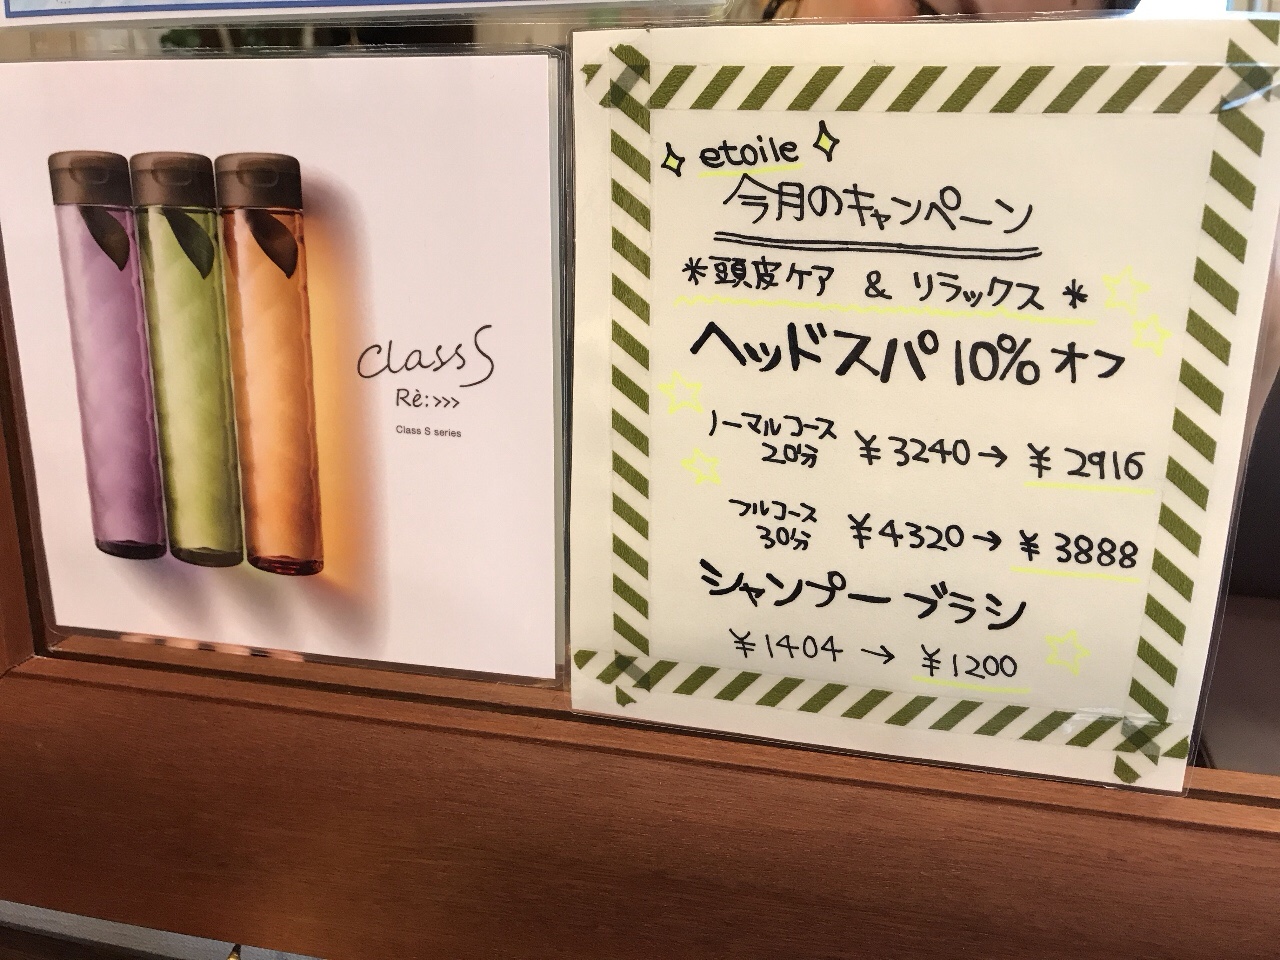 Class S
Rè:>>>
Class S series
etoile
今月のキャンペーン
*頭皮ケア & リラックス*
ヘッドスパ 10% オフ
ノーマルコース
20分 ¥3240→¥2916
フルコース
30分 ¥4320→¥3888
シャンプーブラシ
¥1404→¥1200